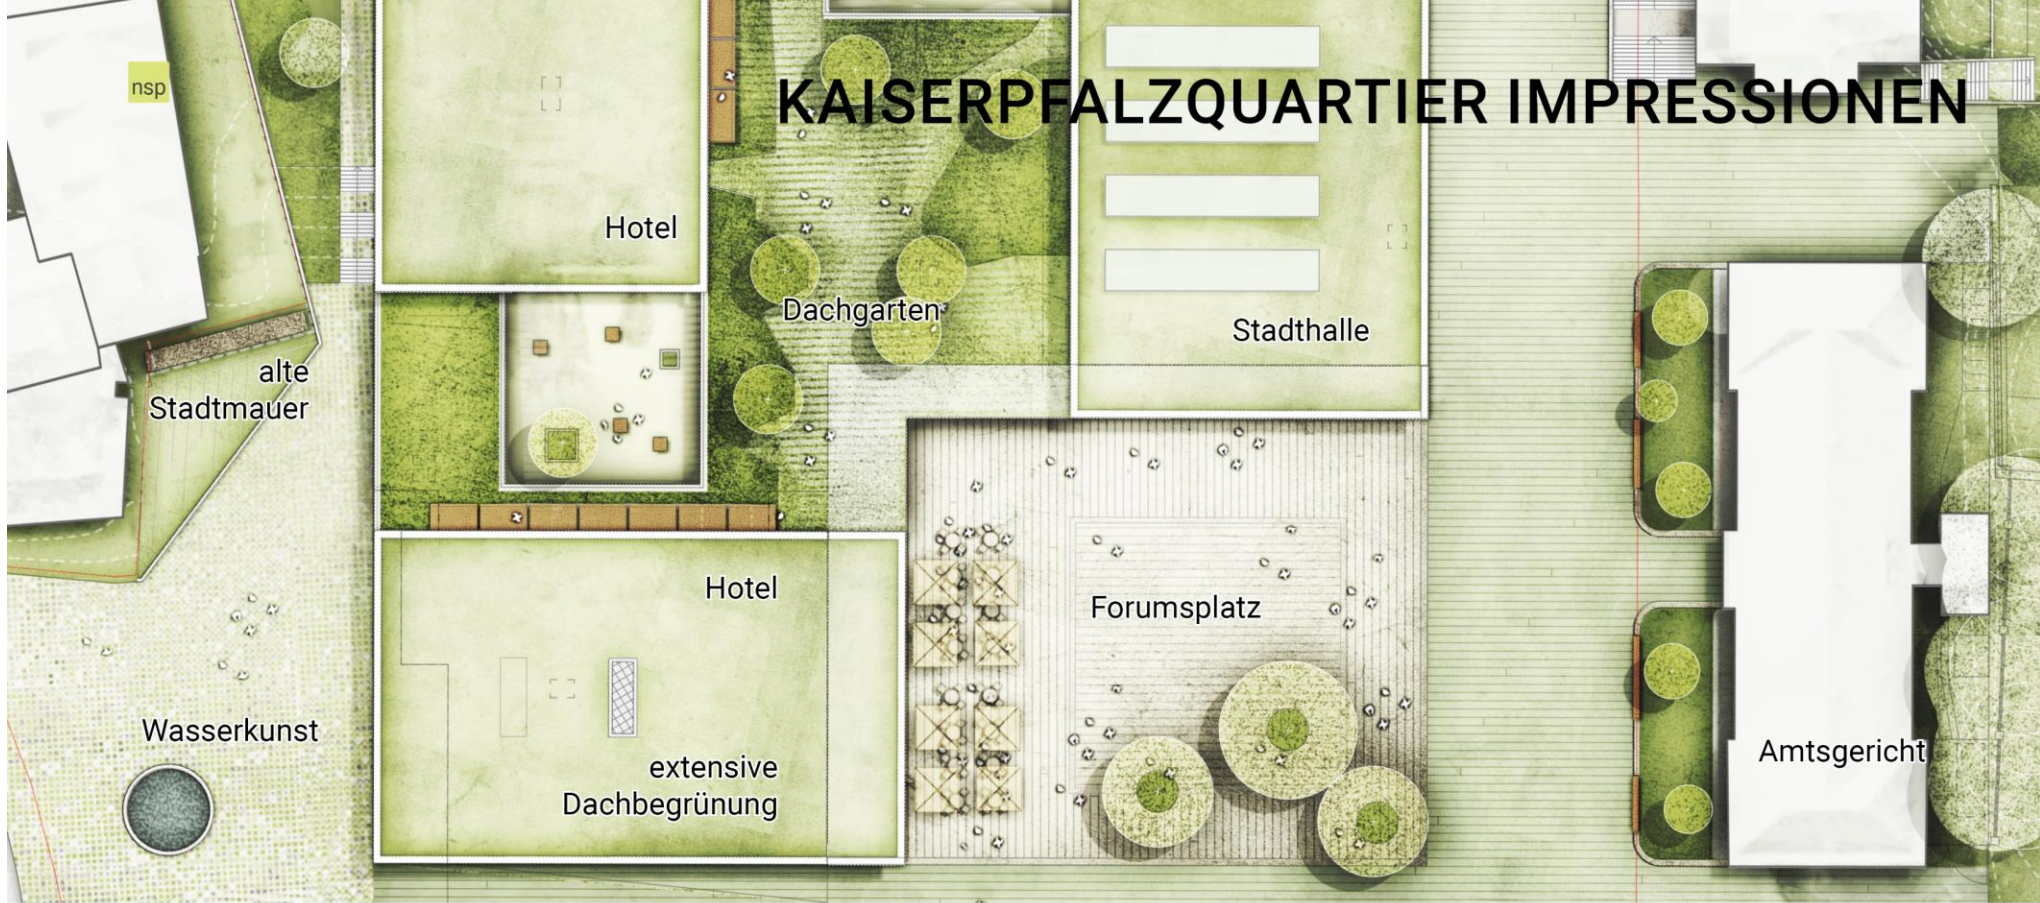 nsp
KAISERPFALZQUARTIER IMPRESSIONEN
Hotel
Dachgarten
Stadthalle
alte
Stadtmauer
Hotel
Forumsplatz
Wasserkunst
extensive
Dachbegrünung
Amtsgericht